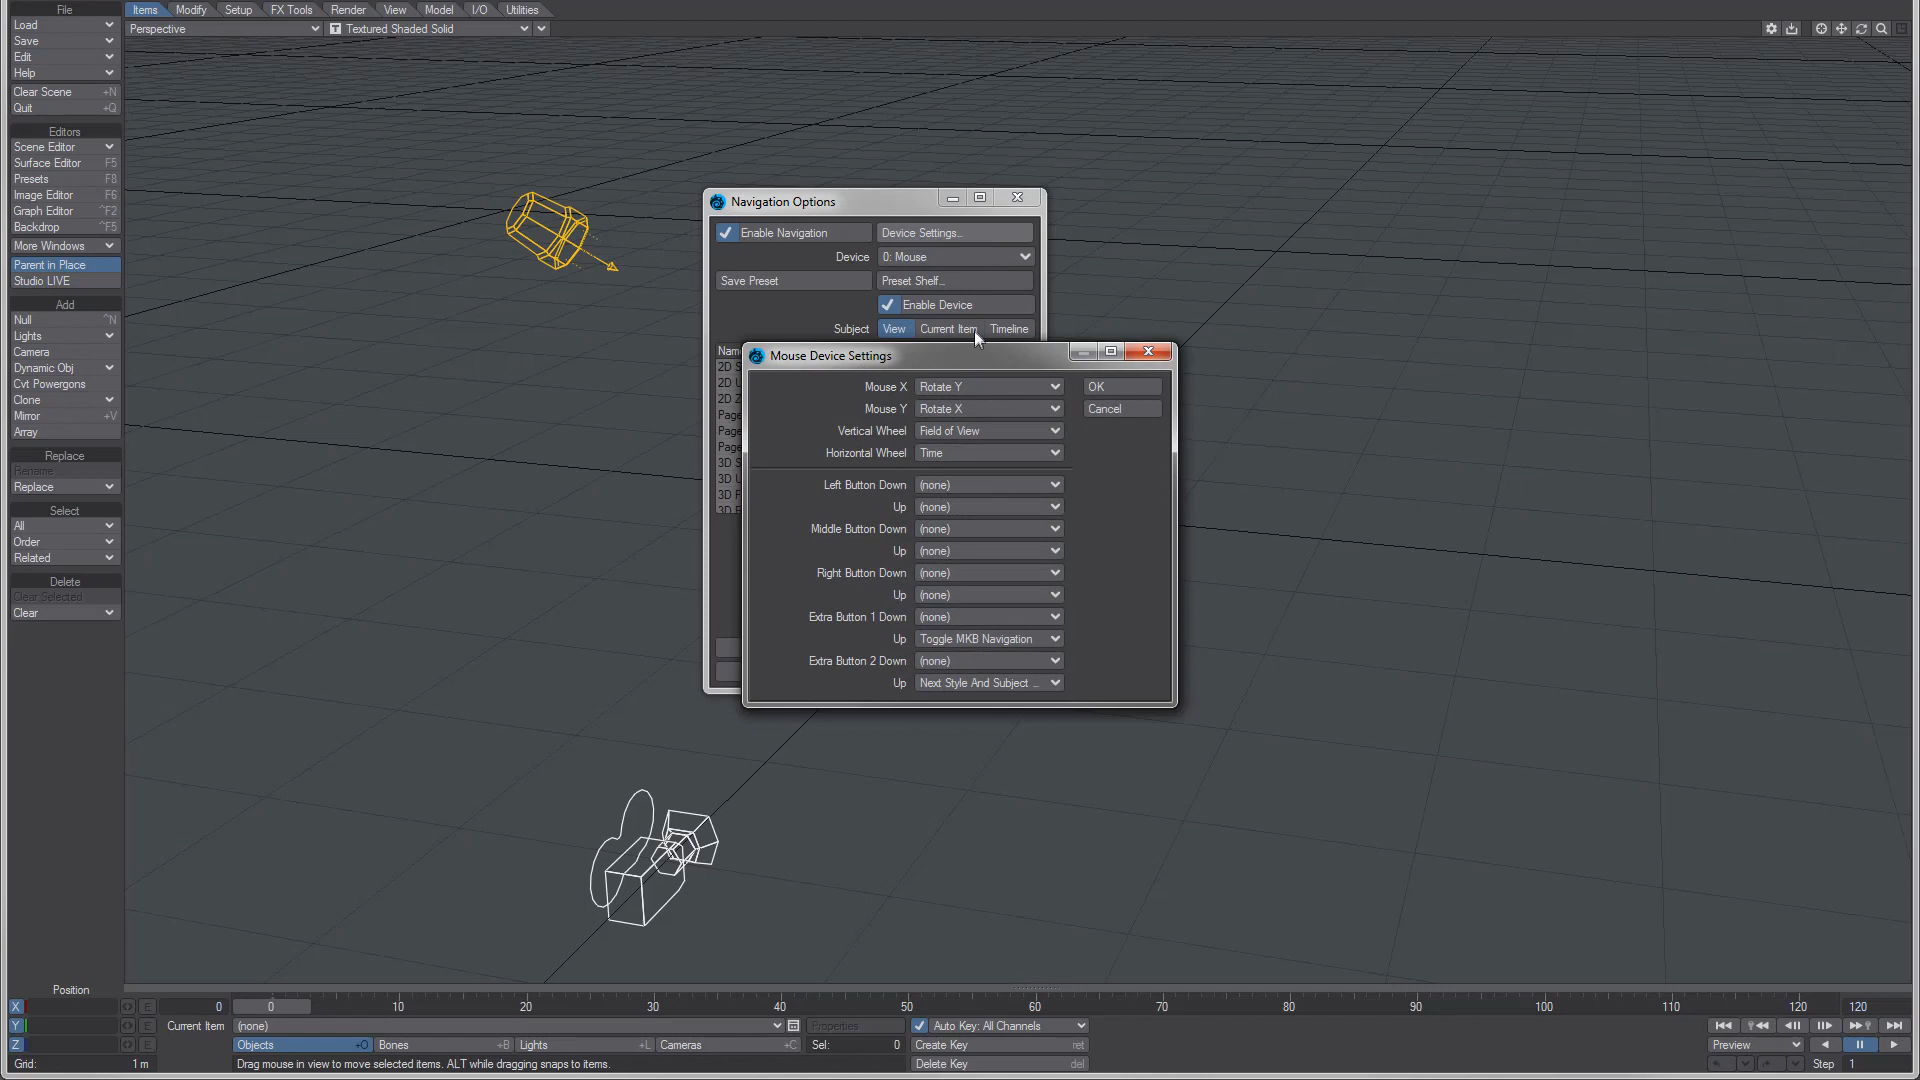 File
Items Modify Setup FX Tools Render View Model I/O Utilities
Perspective T Textured Shaded Solid
Load
Save
Edit
Help
Clear Scene +N
Quit +Q
Editors
Scene Editor
Surface Editor F5
Presets F8
Image Editor F6
Graph Editor ^F2
Backdrop ^F5
More Windows
Parent in Place
Studio LIVE
Add
Null ^N
Lights
Camera
Dynamic Obj
Cvt Powergons
Clone
Mirror +V
Array
Replace
Rename
Replace
Select
All
Order
Related
Delete
Clear Selected
Clear
Navigation Options
Enable Navigation Device Settings...
Device 0: Mouse
Save Preset Preset Shelf...
Enable Device
Subject View Current Item Timeline
Mouse Device Settings
Mouse X Rotate Y OK
Mouse Y Rotate X Cancel
Vertical Wheel Field of View
Horizontal Wheel Time
Left Button Down (none)
Up (none)
Middle Button Down (none)
Up (none)
Right Button Down (none)
Up (none)
Extra Button 1 Down (none)
Up Toggle MKB Navigation
Extra Button 2 Down (none)
Up Next Style And Subject ...
Position
X E 0 0 10 20 30 40 50 60 70 80 90 100 110 120 120
Y E Current Item (none) Properties Auto Key: All Channels
Z E Objects +O Bones +B Lights +L Cameras +C Sel: 0 Create Key ret Preview
Grid: 1 m Drag mouse in view to move selected items. ALT while dragging snaps to items. Delete Key del Step 1